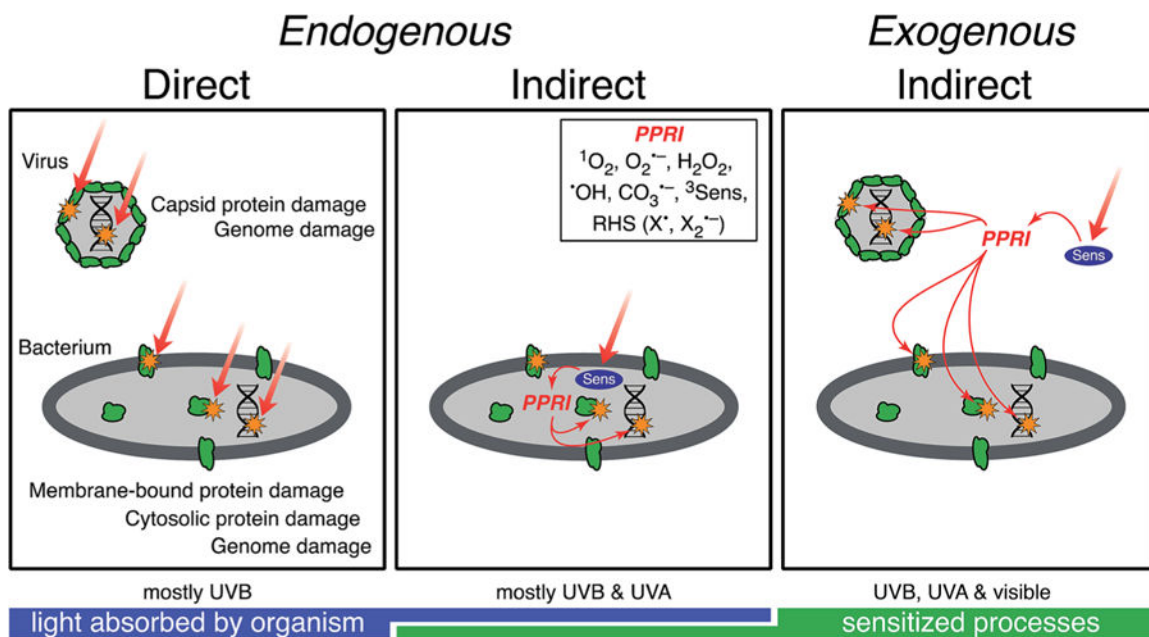 Endogenous
Exogenous
Direct
Indirect
Indirect
Virus
Capsid protein damage
Genome damage
Bacterium
Membrane-bound protein damage
Cytosolic protein damage
Genome damage
PPRI
¹O₂, O₂•⁻, H₂O₂,
•OH, CO₃•⁻, ³Sens,
RHS (X•, X₂•⁻)
Sens
PPRI
PPRI
Sens
mostly UVB
mostly UVB & UVA
UVB, UVA & visible
light absorbed by organism
sensitized processes